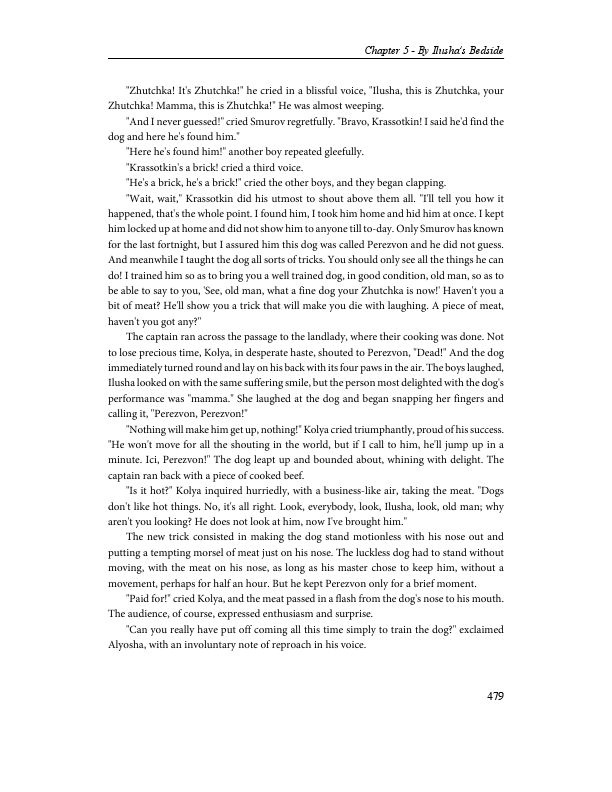 Chapter 5 - By Ilusha's Bedside
"Zhutchka! It's Zhutchka!" he cried in a blissful voice, "Ilusha, this is Zhutchka, your
Zhutchka! Mamma, this is Zhutchka!" He was almost weeping.
"And I never guessed!" cried Smurov regretfully. "Bravo, Krassotkin! I said he'd find the
dog and here he's found him."
"Here he's found him!" another boy repeated gleefully.
"Krassotkin's a brick! cried a third voice.
"He's a brick, he's a brick!" cried the other boys, and they began clapping.
"Wait, wait," Krassotkin did his utmost to shout above them all. "I'll tell you how it
happened, that's the whole point. I found him, I took him home and hid him at once. I kept
him locked up at home and did not show him to anyone till to-day. Only Smurov has known
for the last fortnight, but I assured him this dog was called Perezvon and he did not guess.
And meanwhile I taught the dog all sorts of tricks. You should only see all the things he can
do! I trained him so as to bring you a well trained dog, in good condition, old man, so as to
be able to say to you, 'See, old man, what a fine dog your Zhutchka is now!' Haven't you a
bit of meat? He'll show you a trick that will make you die with laughing. A piece of meat,
haven't you got any?"
The captain ran across the passage to the landlady, where their cooking was done. Not
to lose precious time, Kolya, in desperate haste, shouted to Perezvon, "Dead!" And the dog
immediately turned round and lay on his back with its four paws in the air. The boys laughed,
Ilusha looked on with the same suffering smile, but the person most delighted with the dog's
performance was "mamma." She laughed at the dog and began snapping her fingers and
calling it, "Perezvon, Perezvon!"
"Nothing will make him get up, nothing!" Kolya cried triumphantly, proud of his success.
"He won't move for all the shouting in the world, but if I call to him, he'll jump up in a
minute. Ici, Perezvon!" The dog leapt up and bounded about, whining with delight. The
captain ran back with a piece of cooked beef.
"Is it hot?" Kolya inquired hurriedly, with a business-like air, taking the meat. "Dogs
don't like hot things. No, it's all right. Look, everybody, look, Ilusha, look, old man; why
aren't you looking? He does not look at him, now I've brought him."
The new trick consisted in making the dog stand motionless with his nose out and
putting a tempting morsel of meat just on his nose. The luckless dog had to stand without
moving, with the meat on his nose, as long as his master chose to keep him, without a
movement, perhaps for half an hour. But he kept Perezvon only for a brief moment.
"Paid for!" cried Kolya, and the meat passed in a flash from the dog's nose to his mouth.
The audience, of course, expressed enthusiasm and surprise.
"Can you really have put off coming all this time simply to train the dog?" exclaimed
Alyosha, with an involuntary note of reproach in his voice.
479